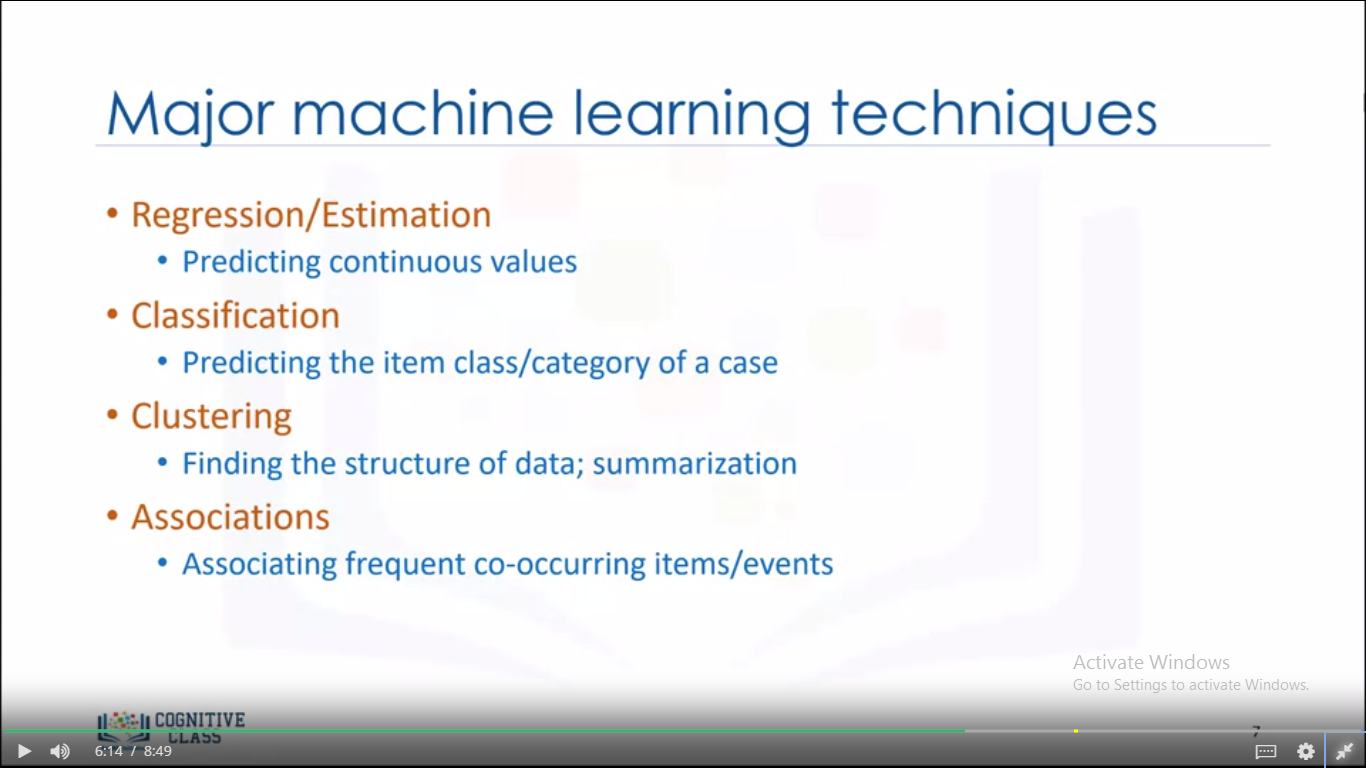 Major machine learning techniques
• Regression/Estimation
• Predicting continuous values
• Classification
• Predicting the item class/category of a case
• Clustering
• Finding the structure of data; summarization
• Associations
• Associating frequent co-occurring items/events
Activate Windows
Go to Settings to activate Windows.
COGNITIVE
CLASS
7
6:14 / 8:49